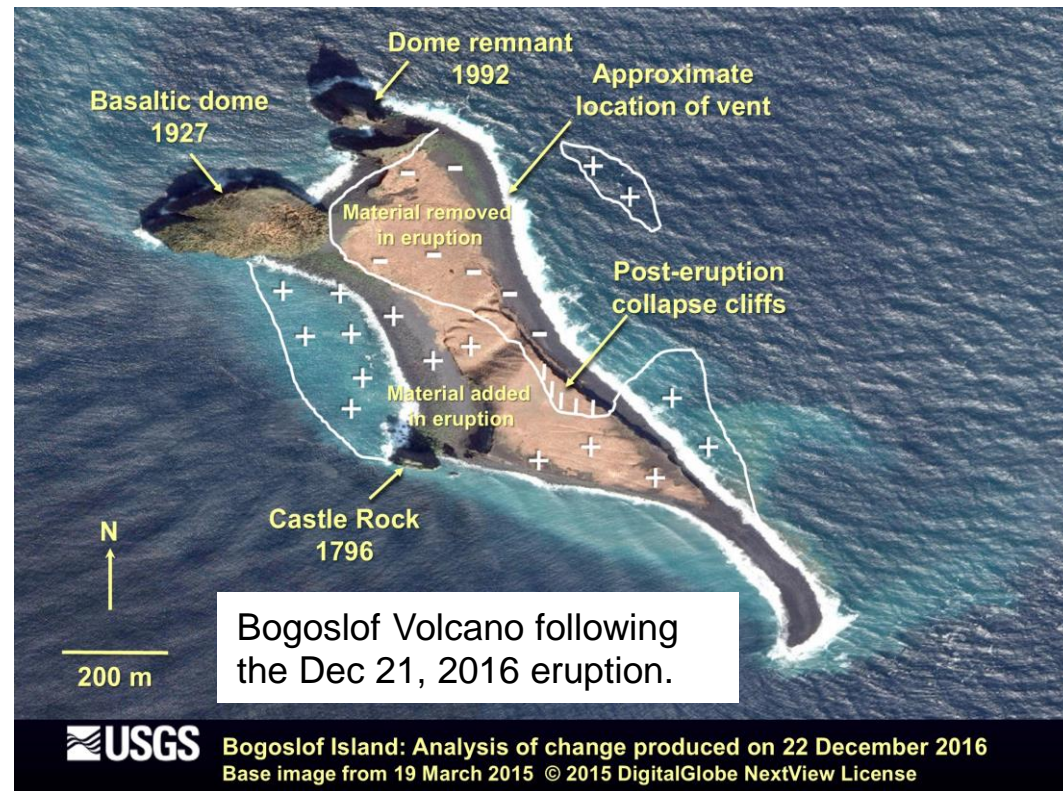 Dome remnant
1992
Approximate
location of vent
Basaltic dome
1927
Material removed
in eruption
Post-eruption
collapse cliffs
Material added
in eruption
Castle Rock
1796
N
200 m
Bogoslof Volcano following
the Dec 21, 2016 eruption.
USGS
Bogoslof Island: Analysis of change produced on 22 December 2016
Base image from 19 March 2015 © 2015 DigitalGlobe NextView License